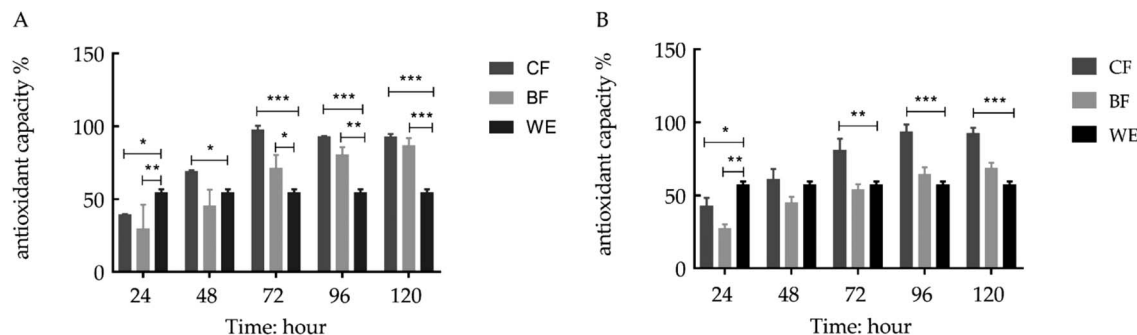 A
antioxidant capacity %
150
100
50
0
* ** * *** * *** ** *** ***
24 48 72 96 120
Time: hour
CF
BF
WE
B
antioxidant capacity %
150
100
50
0
* ** ** *** ***
24 48 72 96 120
Time: hour
CF
BF
WE